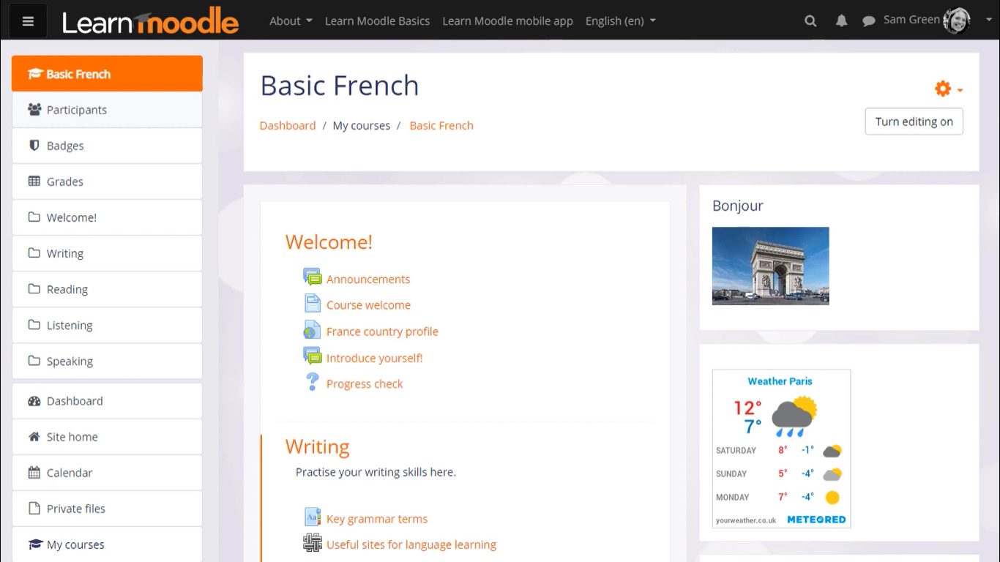 Learn moodle
About
Learn Moodle Basics
Learn Moodle mobile app
English (en)
Sam Green
Basic French
Participants
Badges
Grades
Welcome!
Writing
Reading
Listening
Speaking
Dashboard
Site home
Calendar
Private files
My courses
Basic French
Dashboard / My courses / Basic French
Turn editing on
Welcome!
Announcements
Course welcome
France country profile
Introduce yourself!
Progress check
Writing
Practise your writing skills here.
Aa Key grammar terms
Useful sites for language learning
Bonjour
Weather Paris
12°
7°
SATURDAY 8° -1°
SUNDAY 5° -4°
MONDAY 7° -4°
yourweather.co.uk METEORED